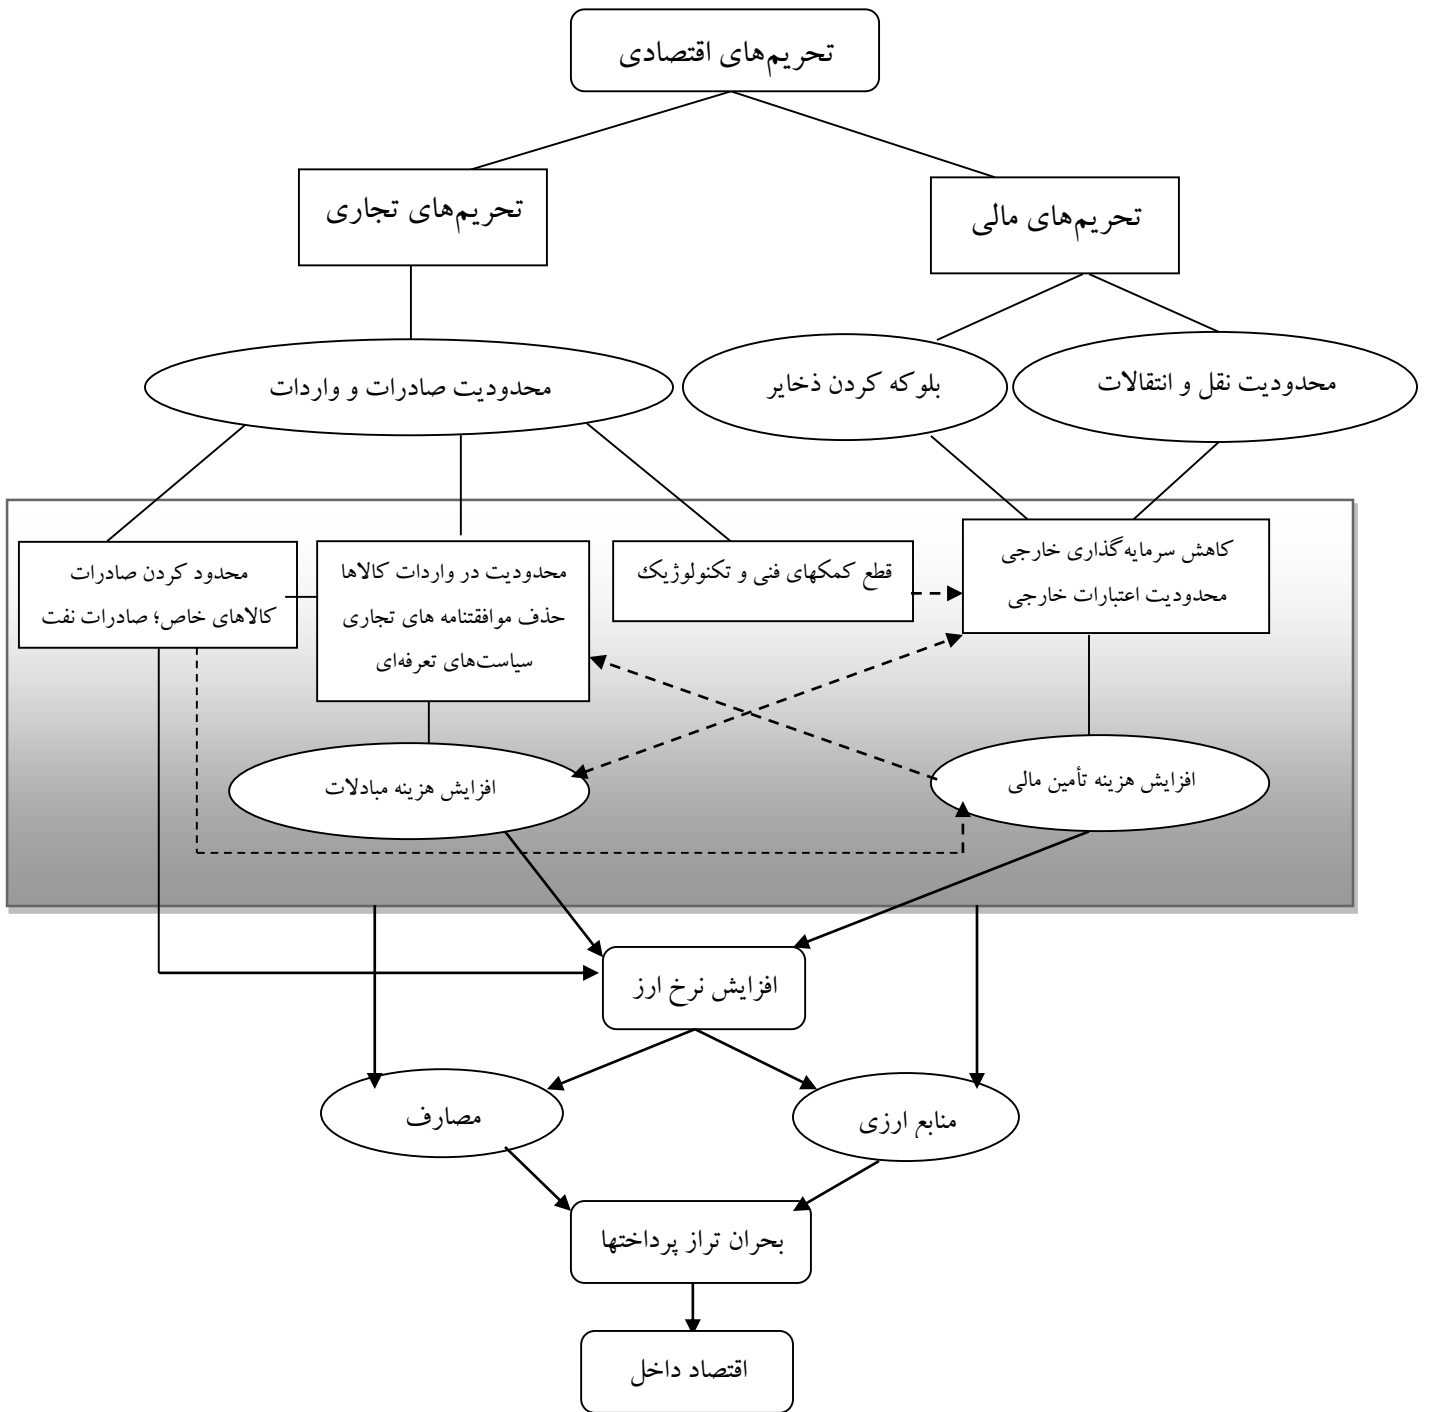 تحریم‌های اقتصادی
تحریم‌های مالی
تحریم‌های تجاری
محدودیت نقل و انتقالات
بلوکه کردن ذخایر
محدودیت صادرات و واردات
کاهش سرمایه‌گذاری خارجی
محدودیت اعتبارات خارجی
قطع کمکهای فنی و تکنولوژیك
محدودیت در واردات کالاها
حذف موافقتنامه های تجاری
سیاست‌های تعرفه‌ای
محدود کردن صادرات
کالاهای خاص؛ صادرات نفت
افزایش هزینه تأمین مالی
افزایش هزینه مبادلات
افزایش نرخ ارز
منابع ارزی
مصارف
بحران تراز پرداختها
اقتصاد داخل